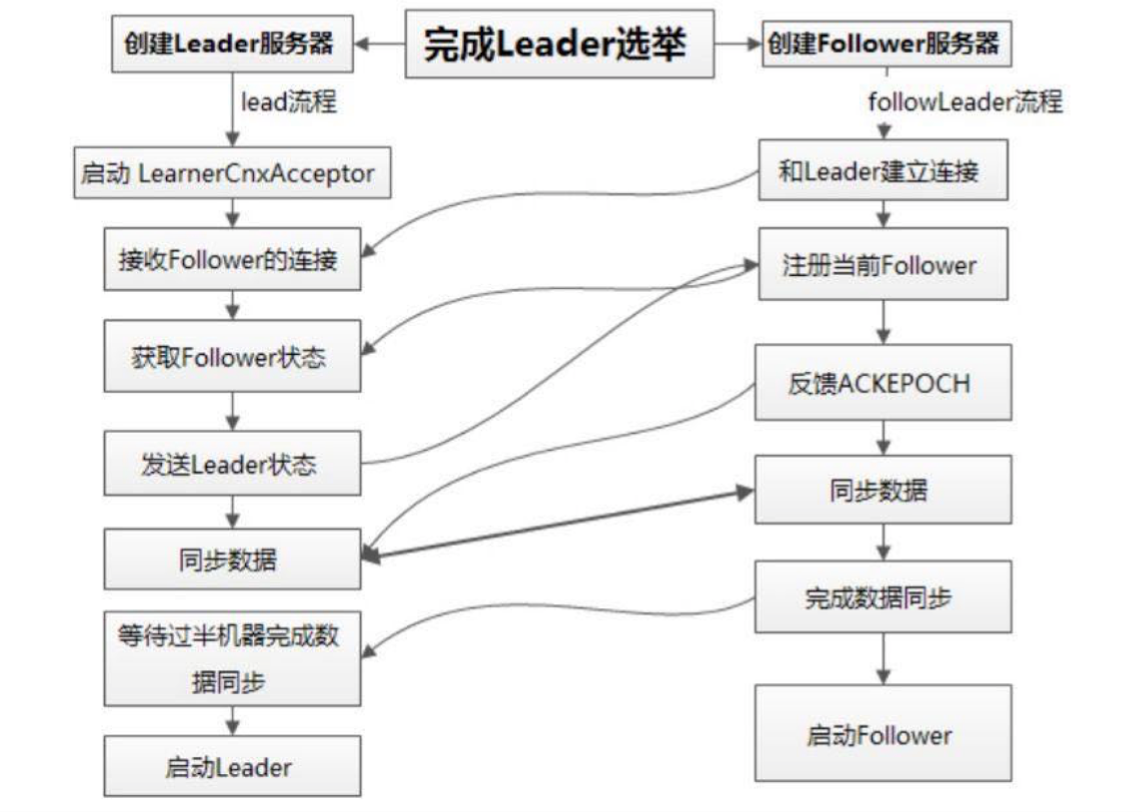 完成Leader选举
创建Leader服务器
lead流程
启动 LearnerCnxAcceptor
接收Follower的连接
获取Follower状态
发送Leader状态
同步数据
等待过半机器完成数
据同步
启动Leader
创建Follower服务器
followLeader流程
和Leader建立连接
注册当前Follower
反馈ACKEPOCH
同步数据
完成数据同步
启动Follower